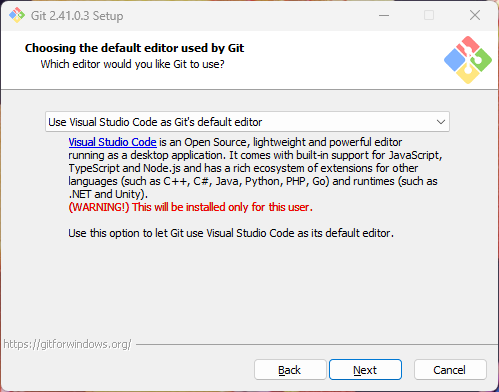 Git 2.41.0.3 Setup
Choosing the default editor used by Git
Which editor would you like Git to use?
Use Visual Studio Code as Git's default editor
Visual Studio Code is an Open Source, lightweight and powerful editor
running as a desktop application. It comes with built-in support for JavaScript,
TypeScript and Node.js and has a rich ecosystem of extensions for other
languages (such as C++, C#, Java, Python, PHP, Go) and runtimes (such as
.NET and Unity).
(WARNING!) This will be installed only for this user.
Use this option to let Git use Visual Studio Code as its default editor.
https://gitforwindows.org/
Back Next Cancel